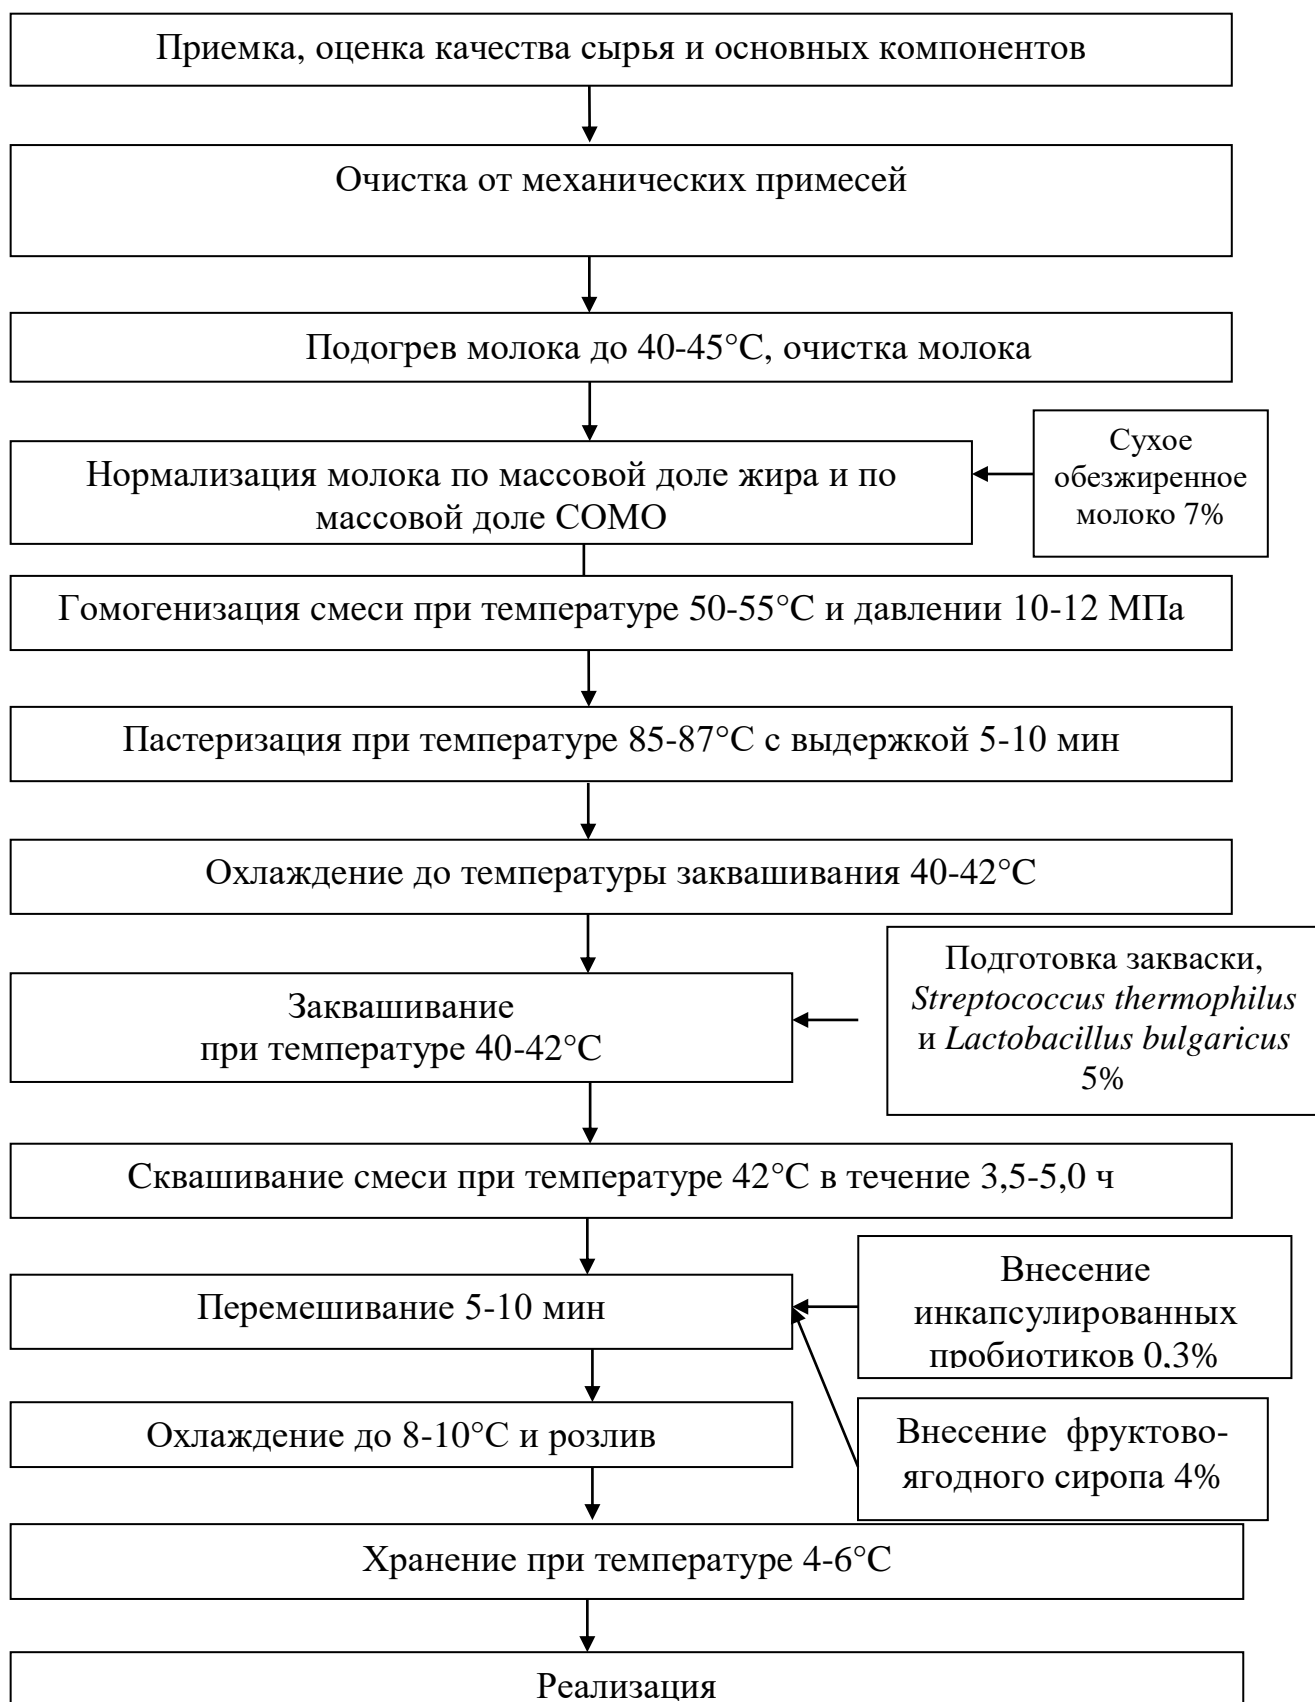 Приемка, оценка качества сырья и основных компонентов
Очистка от механических примесей
Подогрев молока до 40-45°С, очистка молока
Нормализация молока по массовой доле жира и по
массовой доле СОМО
Сухое
обезжиренное
молоко 7%
Гомогенизация смеси при температуре 50-55°С и давлении 10-12 МПа
Пастеризация при температуре 85-87°С с выдержкой 5-10 мин
Охлаждение до температуры заквашивания 40-42°С
Заквашивание
при температуре 40-42°С
Подготовка закваски,
Streptococcus thermophilus
и Lactobacillus bulgaricus
5%
Сквашивание смеси при температуре 42°С в течение 3,5-5,0 ч
Перемешивание 5-10 мин
Внесение
инкапсулированных
пробиотиков 0,3%
Охлаждение до 8-10°С и розлив
Внесение фруктово-
ягодного сиропа 4%
Хранение при температуре 4-6°С
Реализация